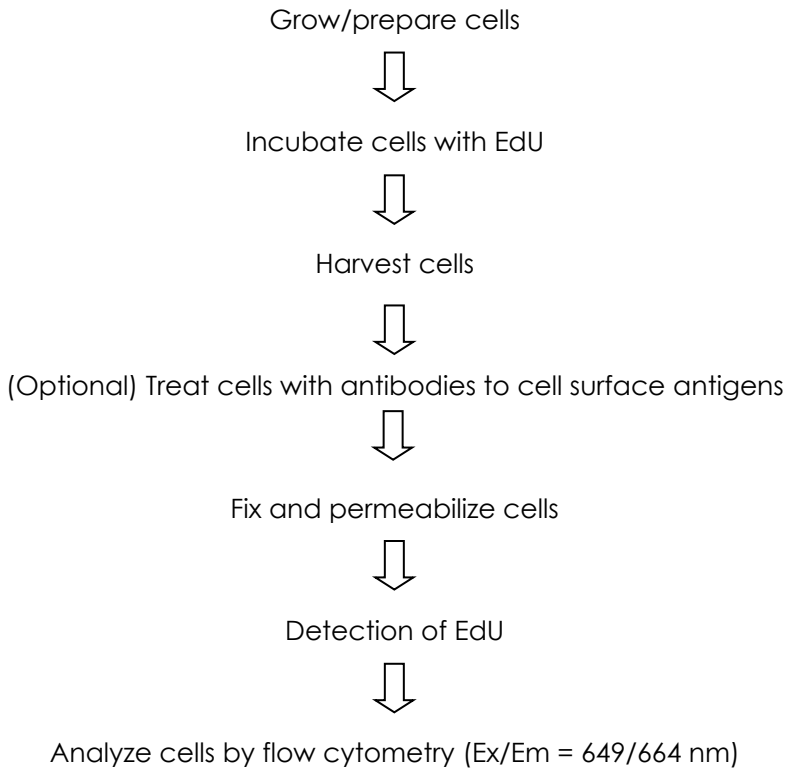 Grow/prepare cells
Incubate cells with EdU
Harvest cells
(Optional) Treat cells with antibodies to cell surface antigens
Fix and permeabilize cells
Detection of EdU
Analyze cells by flow cytometry (Ex/Em = 649/664 nm)